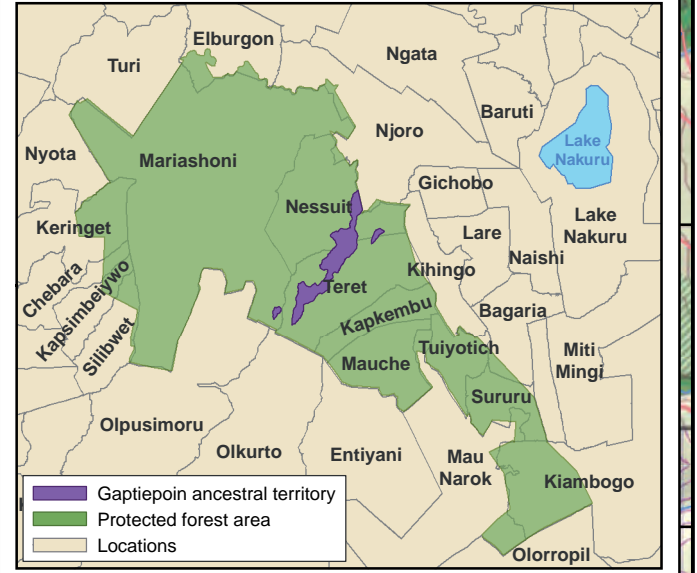 Elburgon
Turi
Ngata
Baruti
Njoro
Lake
Nakuru
Nyota
Mariashoni
Gichobo
Nessuit
Keringet
Lare
Lake
Nakuru
Naishi
Kihingo
Chebara
Kapsimbeiywo
Teret
Silibwet
Kapkembu
Bagaria
Tuiyotich
Mauche
Miti
Mingi
Sururu
Olpusimoru
Olkurto
Entiyani
Mau
Narok
Kiambogo
Olorropil
Gaptiepoin ancestral territory
Protected forest area
Locations